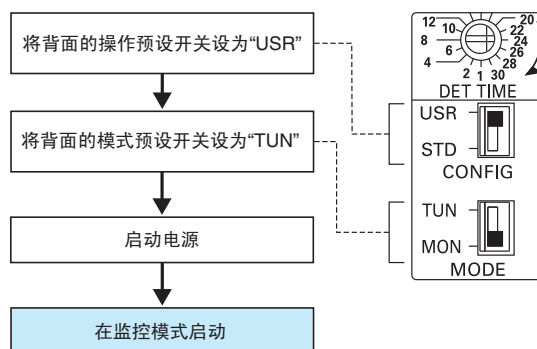 将背面的操作预设开关设为“USR”
将背面的模式预设开关设为“TUN”
启动电源
在监控模式启动
12
10
8
6
4
2
1
30
28
26
24
22
20
DET TIME
USR
STD
CONFIG
TUN
MON
MODE